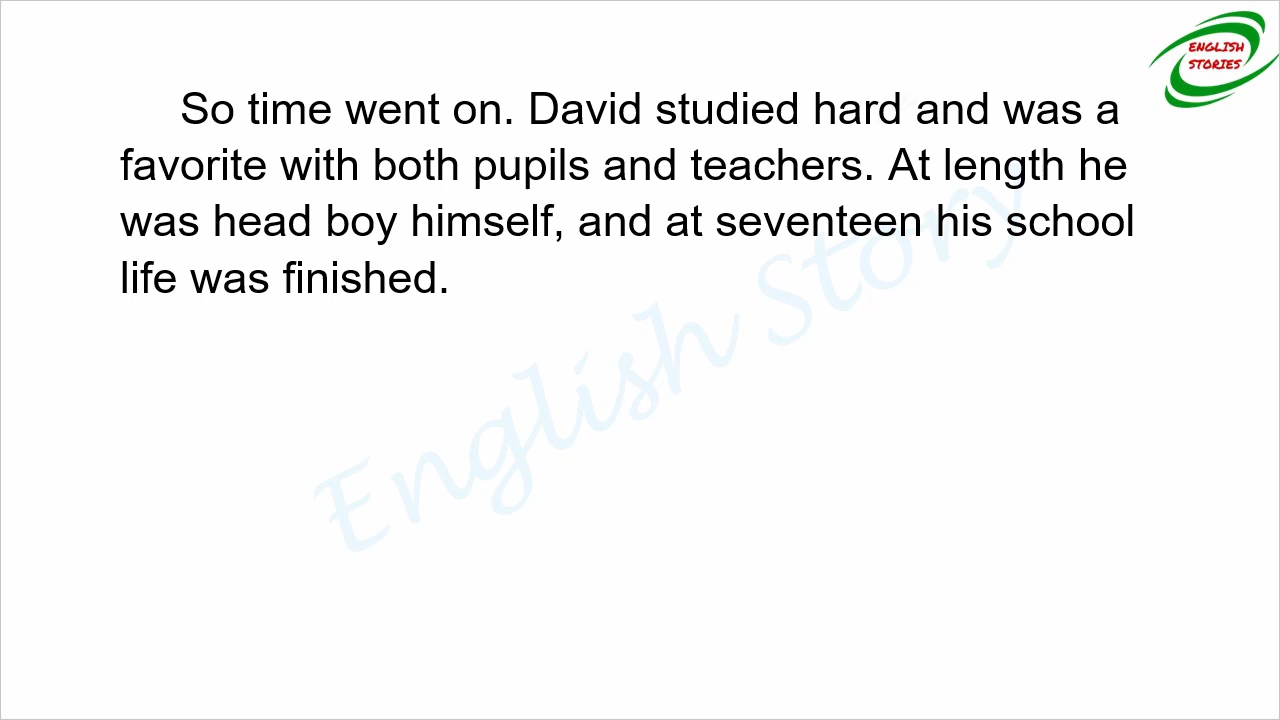 ENGLISH
STORIES
So time went on. David studied hard and was a
favorite with both pupils and teachers. At length he
was head boy himself, and at seventeen his school
life was finished.
English Story